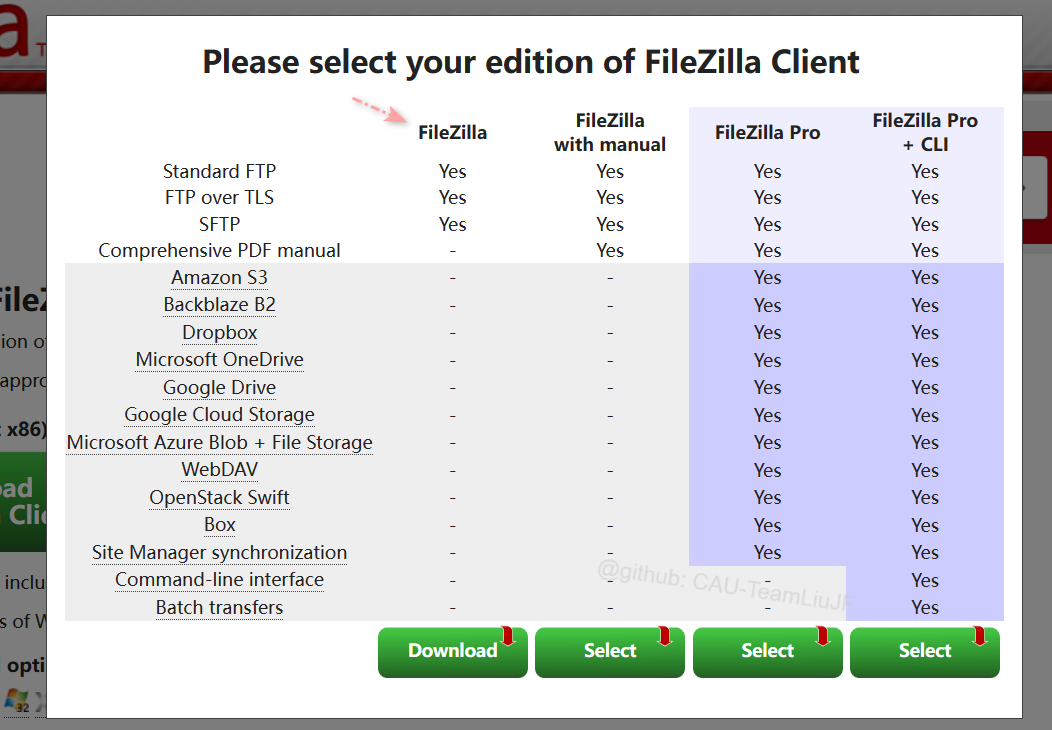 Please select your edition of FileZilla Client
FileZilla FileZilla with manual FileZilla Pro FileZilla Pro + CLI
Standard FTP Yes Yes Yes Yes
FTP over TLS Yes Yes Yes Yes
SFTP Yes Yes Yes Yes
Comprehensive PDF manual - Yes Yes Yes
Amazon S3 - - Yes Yes
Backblaze B2 - - Yes Yes
Dropbox - - Yes Yes
Microsoft OneDrive - - Yes Yes
Google Drive - - Yes Yes
Google Cloud Storage - - Yes Yes
Microsoft Azure Blob + File Storage - - Yes Yes
WebDAV - - Yes Yes
OpenStack Swift - - Yes Yes
Box - - Yes Yes
Site Manager synchronization - - Yes Yes
Command-line interface - - - Yes
Batch transfers - - - Yes
@github: CAU-TeamLiuJF
Download Select Select Select
x86)
s of W
32